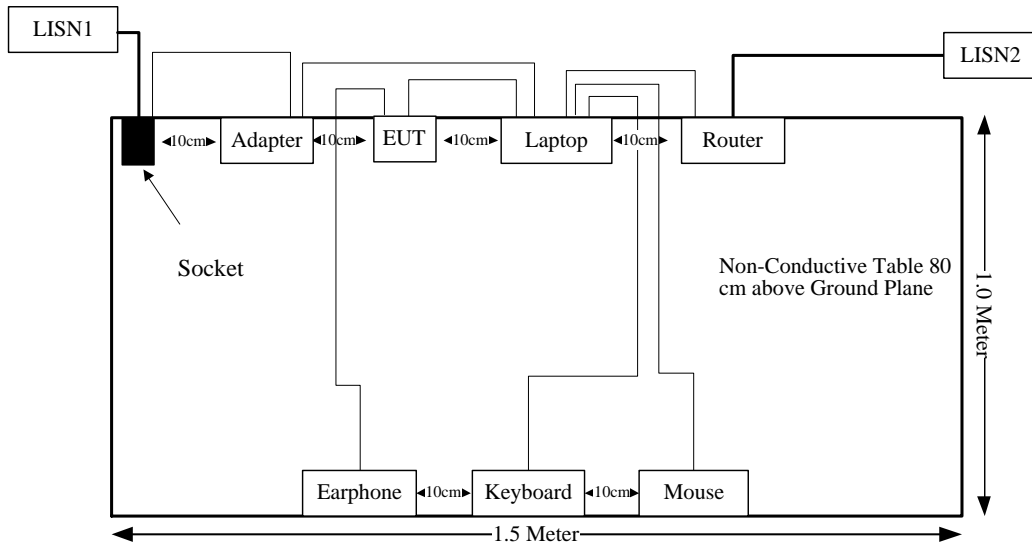 LISN1
LISN2
10cm
Adapter
10cm
EUT
10cm
Laptop
10cm
Router
Socket
Non-Conductive Table 80
cm above Ground Plane
1.0 Meter
Earphone
10cm
Keyboard
10cm
Mouse
1.5 Meter